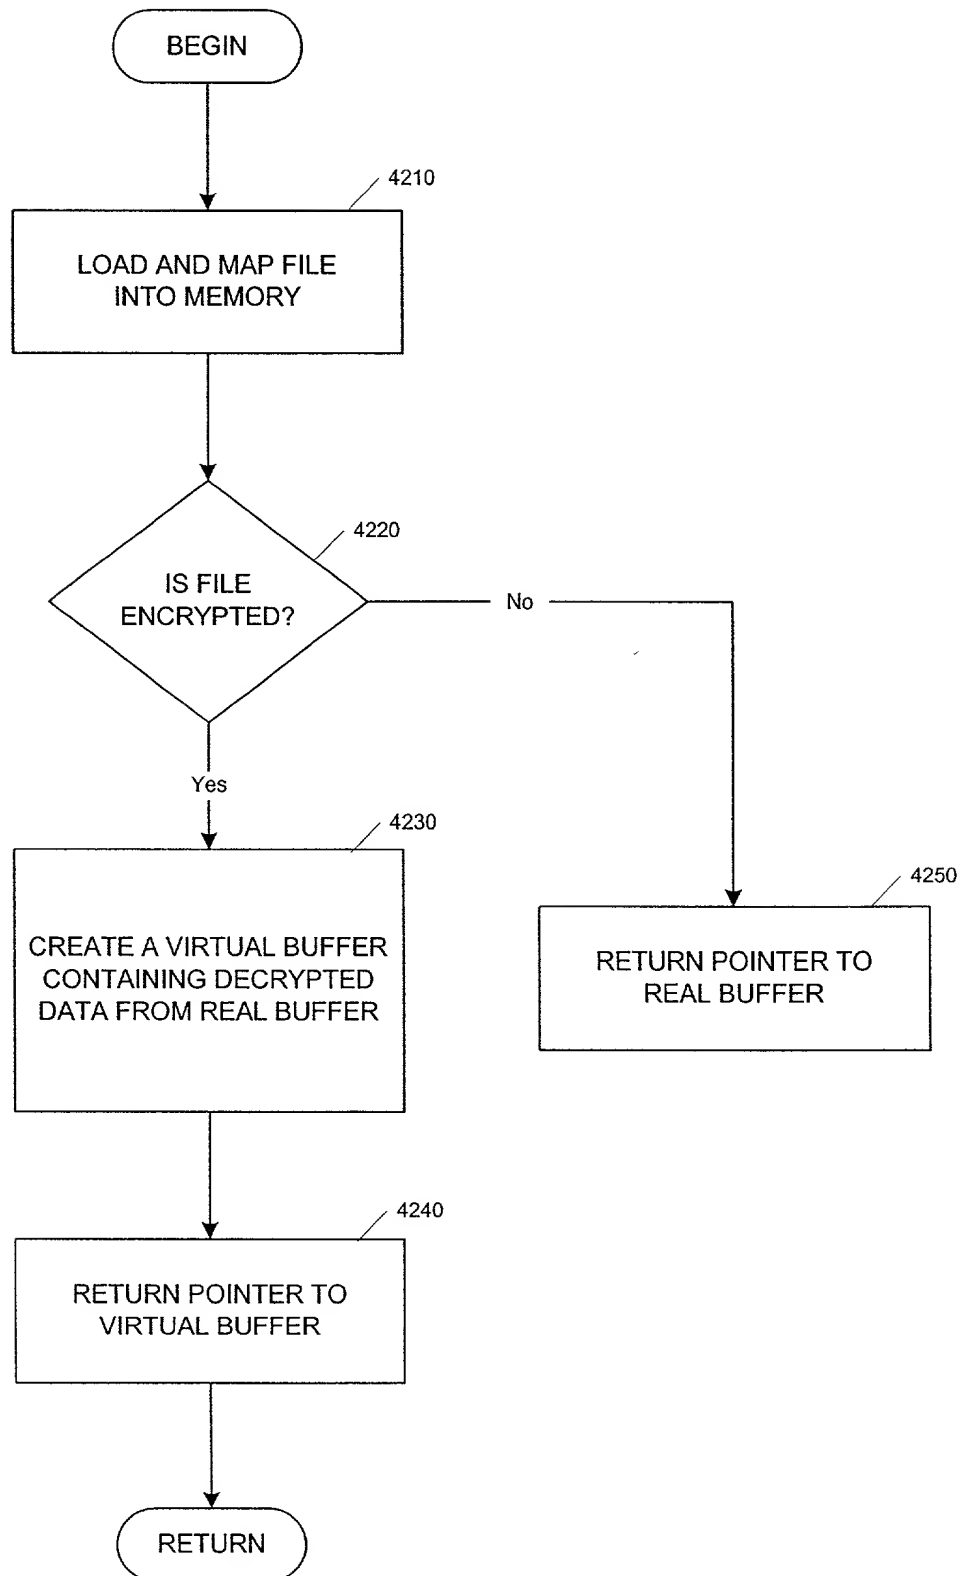 BEGIN
4210
LOAD AND MAP FILE
INTO MEMORY
4220
IS FILE
ENCRYPTED?
No
Yes
4230
CREATE A VIRTUAL BUFFER
CONTAINING DECRYPTED
DATA FROM REAL BUFFER
4250
RETURN POINTER TO
REAL BUFFER
4240
RETURN POINTER TO
VIRTUAL BUFFER
RETURN